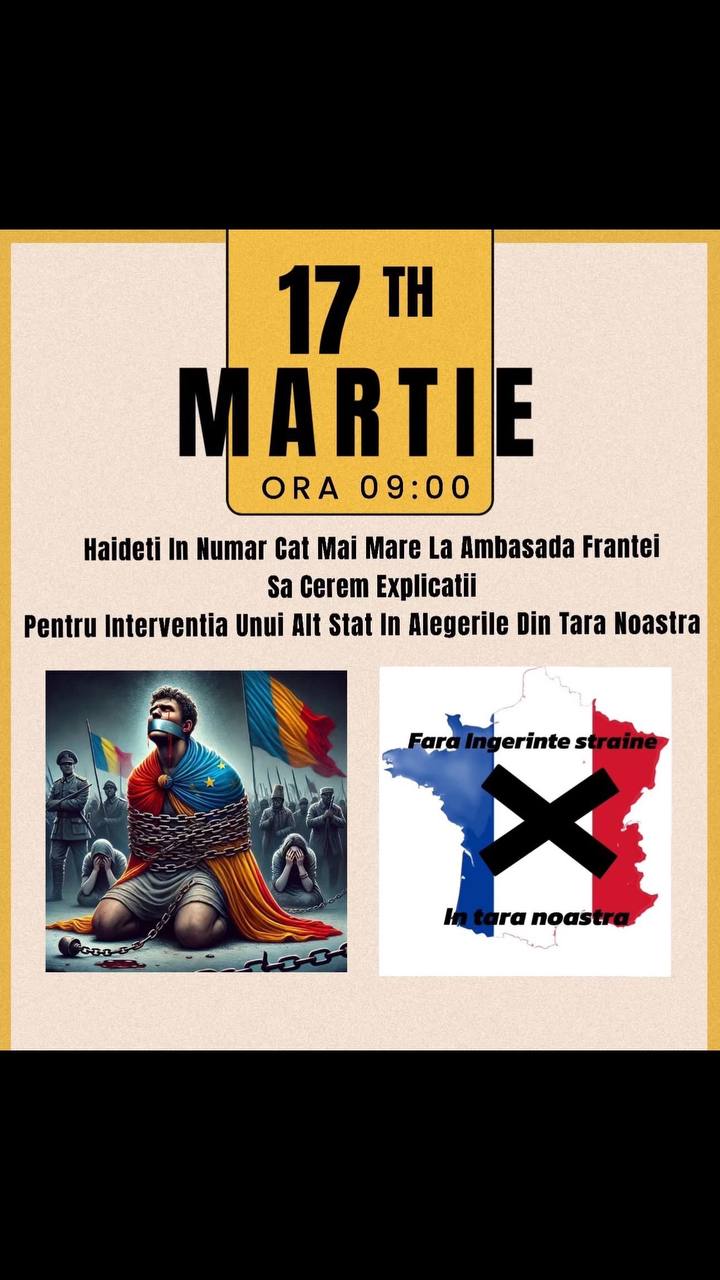 17 TH
MARTIE
ORA 09:00
Haideti In Numar Cat Mai Mare La Ambasada Frantei
Sa Cerem Explicatii
Pentru Interventia Unui Alt Stat In Alegerile Din Tara Noastra
Fara Ingerinte straine
In tara noastra